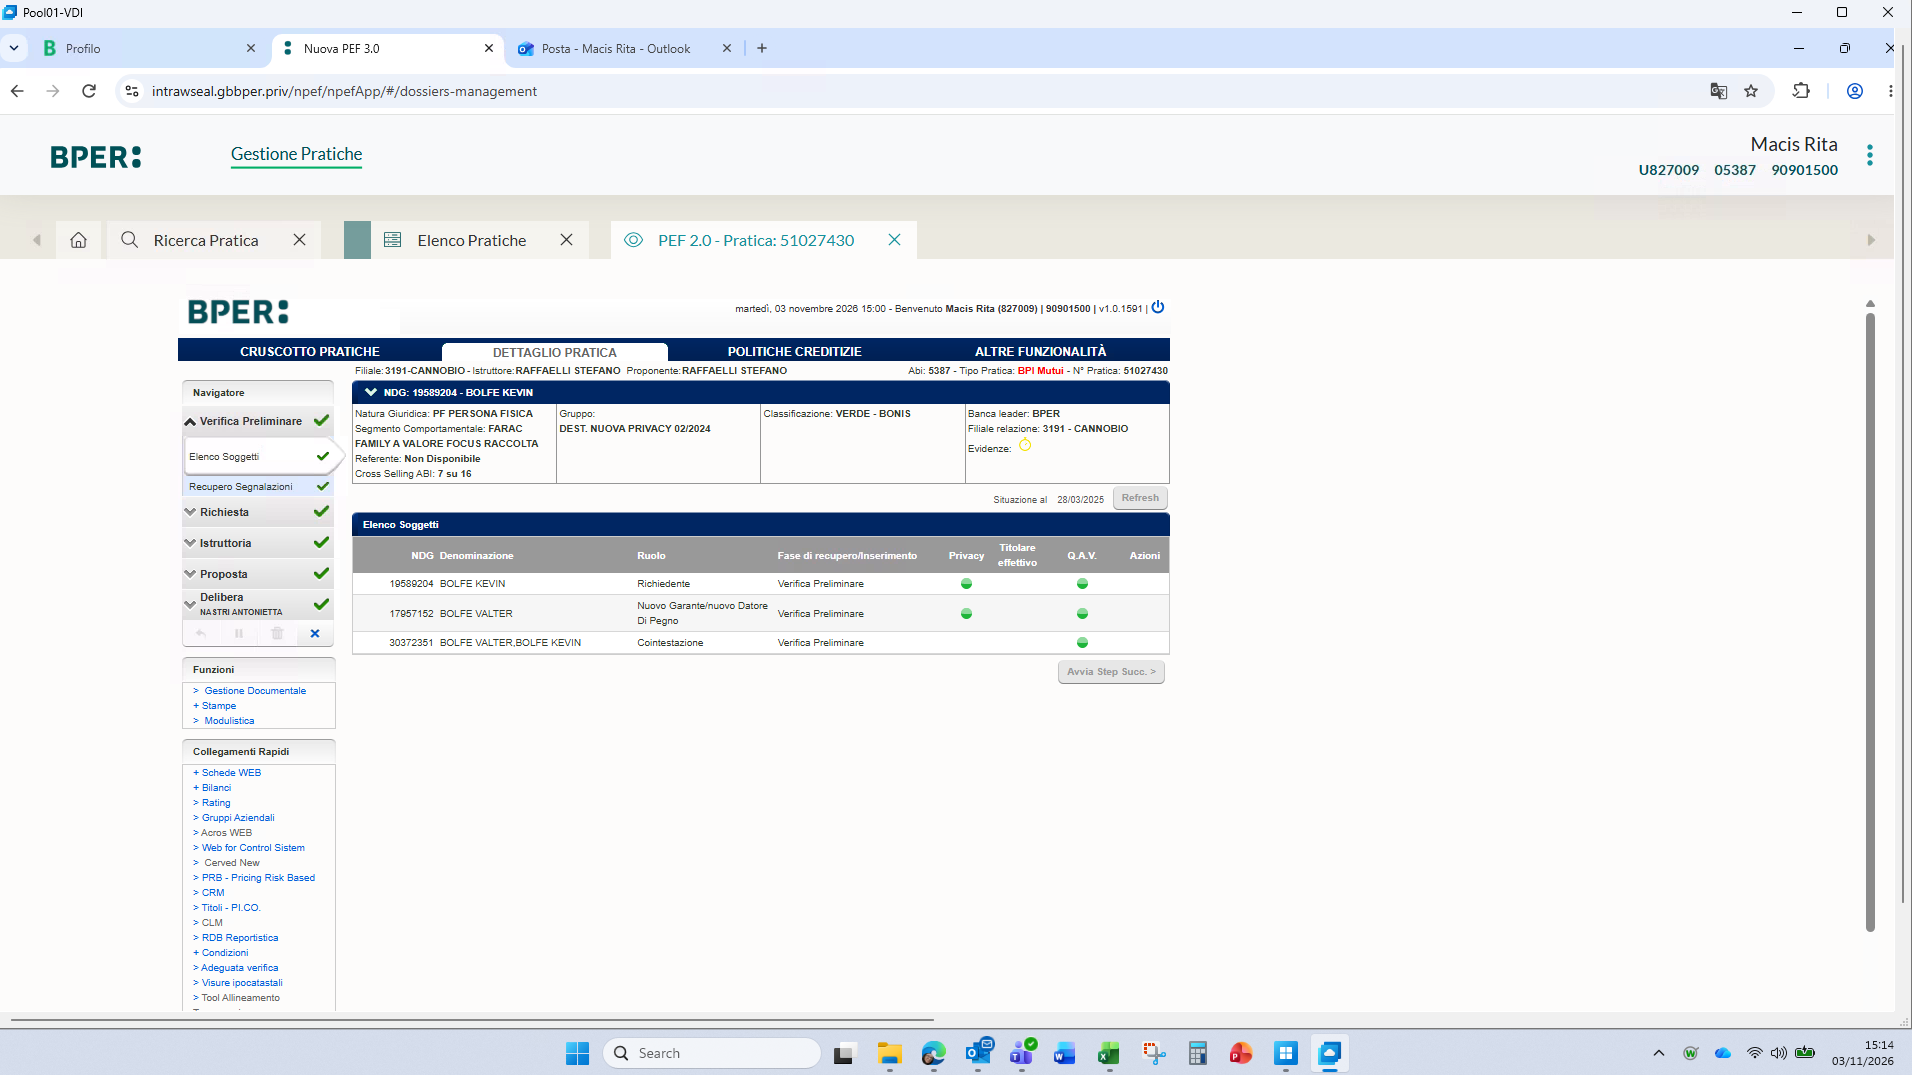 Pool01-VDI
Profilo
Nuova PEF 3.0
Posta - Macis Rita - Outlook
intrawseal.gbbper.priv/npef/npefApp/#/dossiers-management
BPER:
Gestione Pratiche
Macis Rita
U827009 05387 90901500
Ricerca Pratica
Elenco Pratiche
PEF 2.0 - Pratica: 51027430
BPER:
martedì, 03 novembre 2026 15:00 - Benvenuto Macis Rita (827009) | 90901500 | v1.0.1591 |
CRUSCOTTO PRATICHE
DETTAGLIO PRATICA
POLITICHE CREDITIZIE
ALTRE FUNZIONALITÀ
Filiale: 3191-CANNOBIO - Istruttore: RAFFAELLI STEFANO Proponente: RAFFAELLI STEFANO
Abi: 5387 - Tipo Pratica: BPI Mutui - N° Pratica: 51027430
Navigatore
Verifica Preliminare
Elenco Soggetti
Recupero Segnalazioni
Richiesta
Istruttoria
Proposta
Delibera
NASTRI ANTONIETTA
NDG: 19589204 - BOLFE KEVIN
Natura Giuridica: PF PERSONA FISICA
Segmento Comportamentale: FARAC
FAMILY A VALORE FOCUS RACCOLTA
Referente: Non Disponibile
Cross Selling ABI: 7 su 16
Gruppo:
DEST. NUOVA PRIVACY 02/2024
Classificazione: VERDE - BONIS
Banca leader: BPER
Filiale relazione: 3191 - CANNOBIO
Evidenze:
Situazione al 28/03/2025
Refresh
Elenco Soggetti
NDG Denominazione Ruolo Fase di recupero/Inserimento Privacy Titolare effettivo Q.A.V. Azioni
19589204 BOLFE KEVIN Richiedente Verifica Preliminare
17957152 BOLFE VALTER Nuovo Garante/nuovo Datore Di Pegno Verifica Preliminare
30372351 BOLFE VALTER,BOLFE KEVIN Cointestazione Verifica Preliminare
Avvia Step Succ. >
Funzioni
> Gestione Documentale
+ Stampe
> Modulistica
Collegamenti Rapidi
+ Schede WEB
+ Bilanci
> Rating
> Gruppi Aziendali
> Acros WEB
> Web for Control Sistem
> Cerved New
> PRB - Pricing Risk Based
> CRM
> Titoli - PI.CO.
> CLM
> RDB Reportistica
+ Condizioni
> Adeguata verifica
> Visure ipocatastali
> Tool Allineamento
Search
15:14
03/11/2026